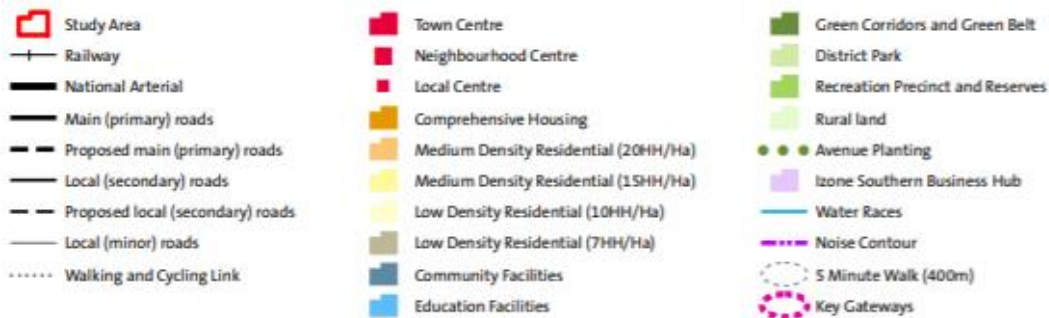 Study Area
Railway
National Arterial
Main (primary) roads
Proposed main (primary) roads
Local (secondary) roads
Proposed local (secondary) roads
Local (minor) roads
Walking and Cycling Link
Town Centre
Neighbourhood Centre
Local Centre
Comprehensive Housing
Medium Density Residential (20HH/Ha)
Medium Density Residential (15HH/Ha)
Low Density Residential (10HH/Ha)
Low Density Residential (7HH/Ha)
Community Facilities
Education Facilities
Green Corridors and Green Belt
District Park
Recreation Precinct and Reserves
Rural land
Avenue Planting
Izone Southern Business Hub
Water Races
Noise Contour
5 Minute Walk (400m)
Key Gateways